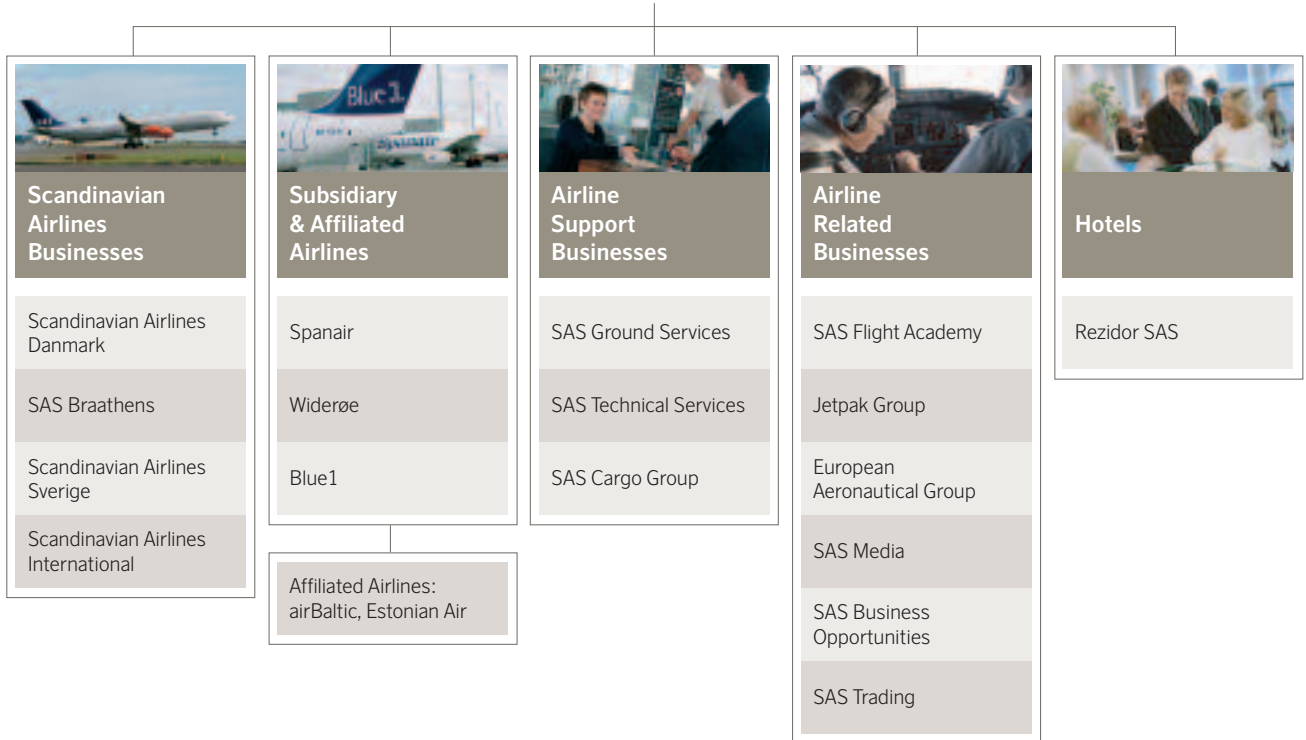 Blue1
Spanair
Scandinavian
Airlines
Businesses
Scandinavian Airlines
Danmark
SAS Braathens
Scandinavian Airlines
Sverige
Scandinavian Airlines
International
Subsidiary
& Affiliated
Airlines
Spanair
Widerøe
Blue1
Affiliated Airlines:
airBaltic, Estonian Air
Airline
Support
Businesses
SAS Ground Services
SAS Technical Services
SAS Cargo Group
Airline
Related
Businesses
SAS Flight Academy
Jetpak Group
European
Aeronautical Group
SAS Media
SAS Business
Opportunities
SAS Trading
Hotels
Rezidor SAS